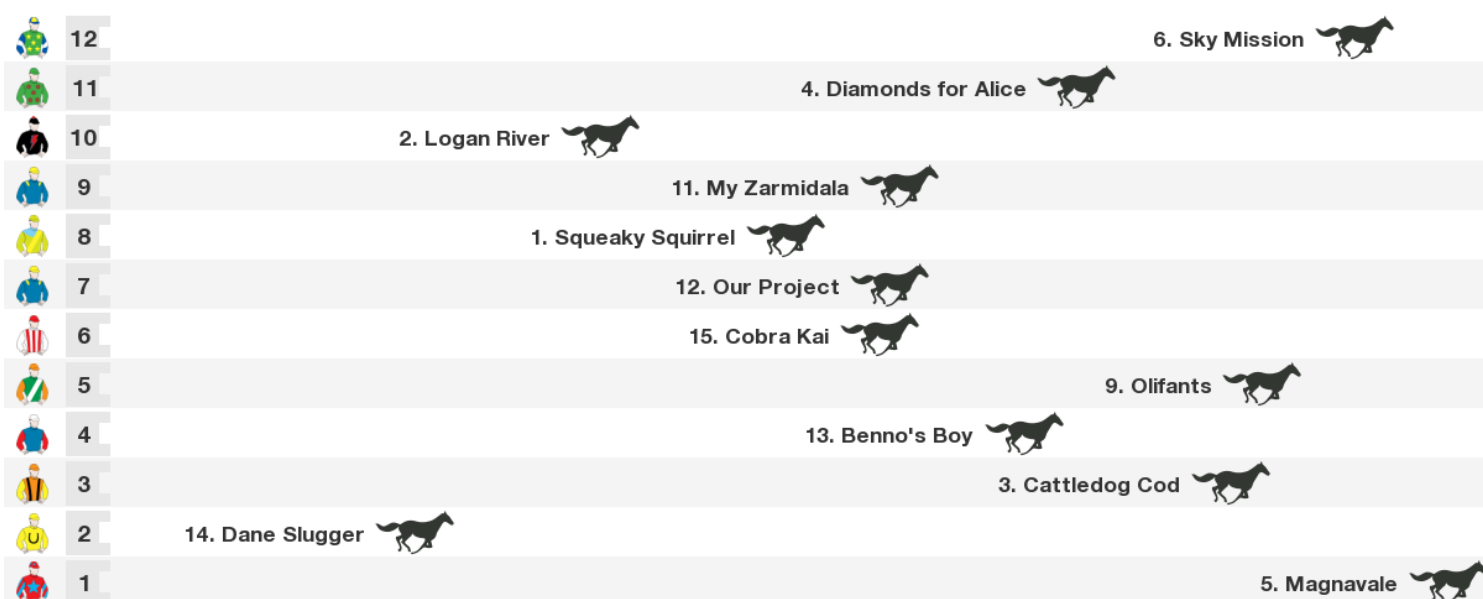 12 6. Sky Mission
11 4. Diamonds for Alice
10 2. Logan River
9 11. My Zarmidala
8 1. Squeaky Squirrel
7 12. Our Project
6 15. Cobra Kai
5 9. Olifants
4 13. Benno's Boy
3 3. Cattledog Cod
2 14. Dane Slugger
1 5. Magnavale